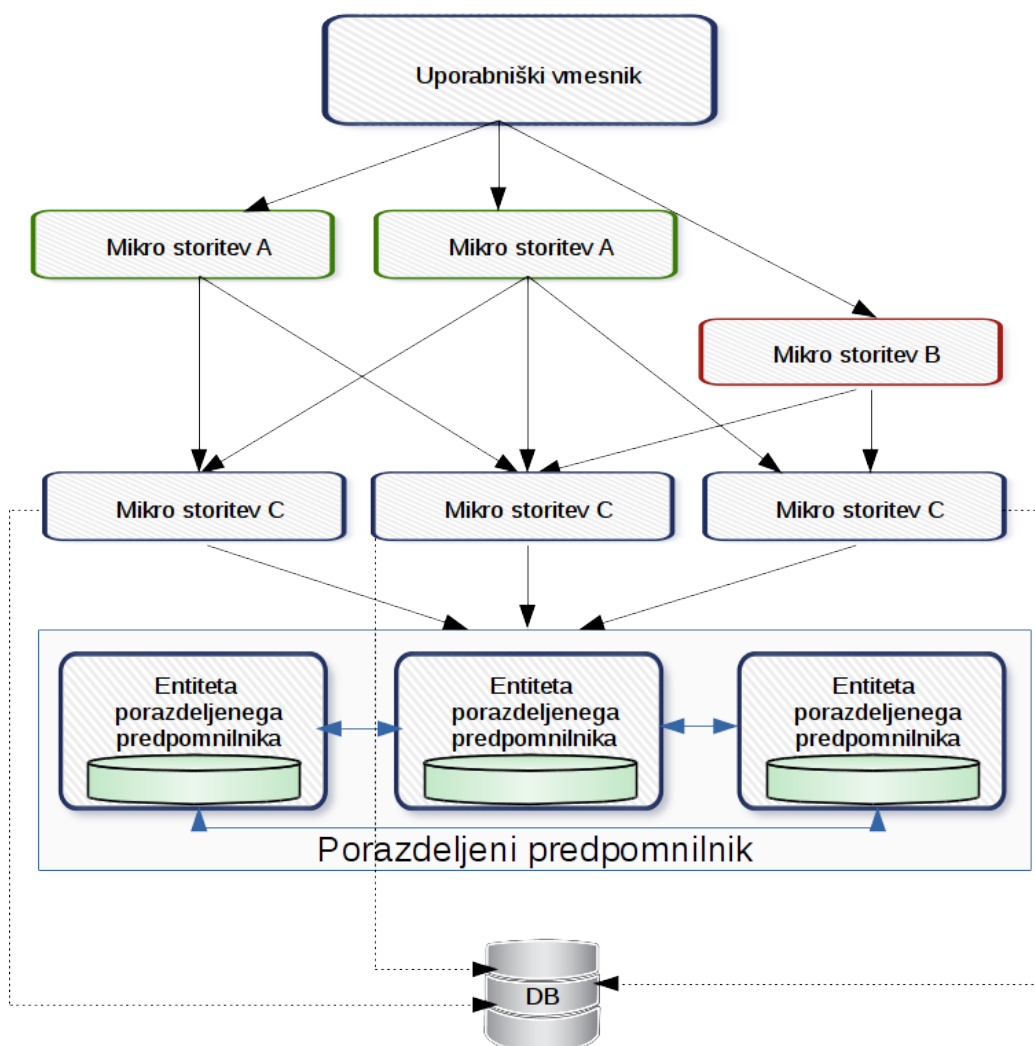 Uporabniški vmesnik
Mikro storitev A
Mikro storitev A
Mikro storitev B
Mikro storitev C
Mikro storitev C
Mikro storitev C
Entiteta
porazdeljenega
predpomnilnika
Entiteta
porazdeljenega
predpomnilnika
Entiteta
porazdeljenega
predpomnilnika
Porazdeljeni predpomnilnik
DB